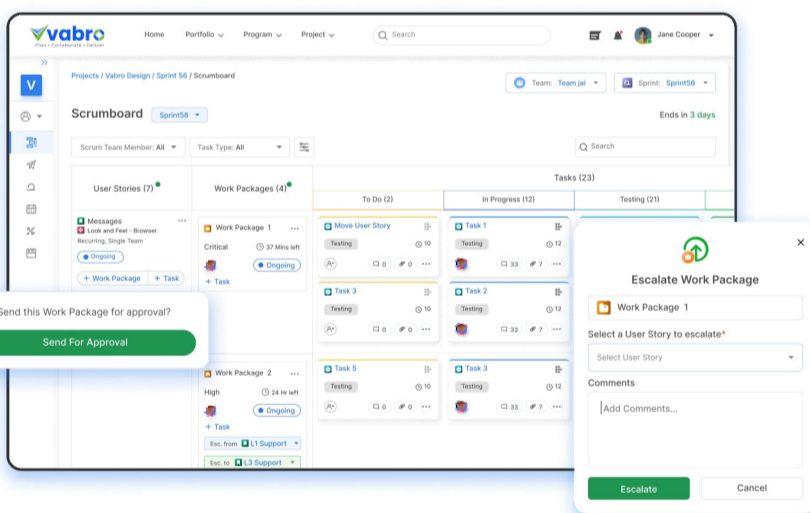 vabro
Plan • Collaborate • Deliver
Home
Portfolio
Program
Project
Search
Jane Cooper
V
Projects / Vabro Design / Sprint 56 / Scrumboard
Team: Team jai
Sprint: Sprint56
Scrumboard
Sprint56
Ends in 3 days
Scrum Team Member: All
Task Type: All
Search
User Stories (7)
Work Packages (4)
Tasks (23)
To Do (2)
In Progress (12)
Testing (21)
Messages
Look and Feel - Browser
Recurring, Single Team
Ongoing
+ Work Package
+ Task
Work Package 1
Critical
37 Mins left
Ongoing
+ Task
Move User Story
Testing
10
0
0
Task 3
Testing
10
0
0
Task 1
Testing
12
33
7
Task 2
Testing
12
33
7
Send this Work Package for approval?
Send For Approval
Work Package 2
High
24 Hr left
Ongoing
+ Task
Esc. from L1 Support
Esc. to L3 Support
Task 5
Testing
10
0
0
Task 3
Testing
12
33
7
Escalate Work Package
Work Package 1
Select a User Story to escalate*
Select User Story
Comments
Add Comments...
Escalate
Cancel